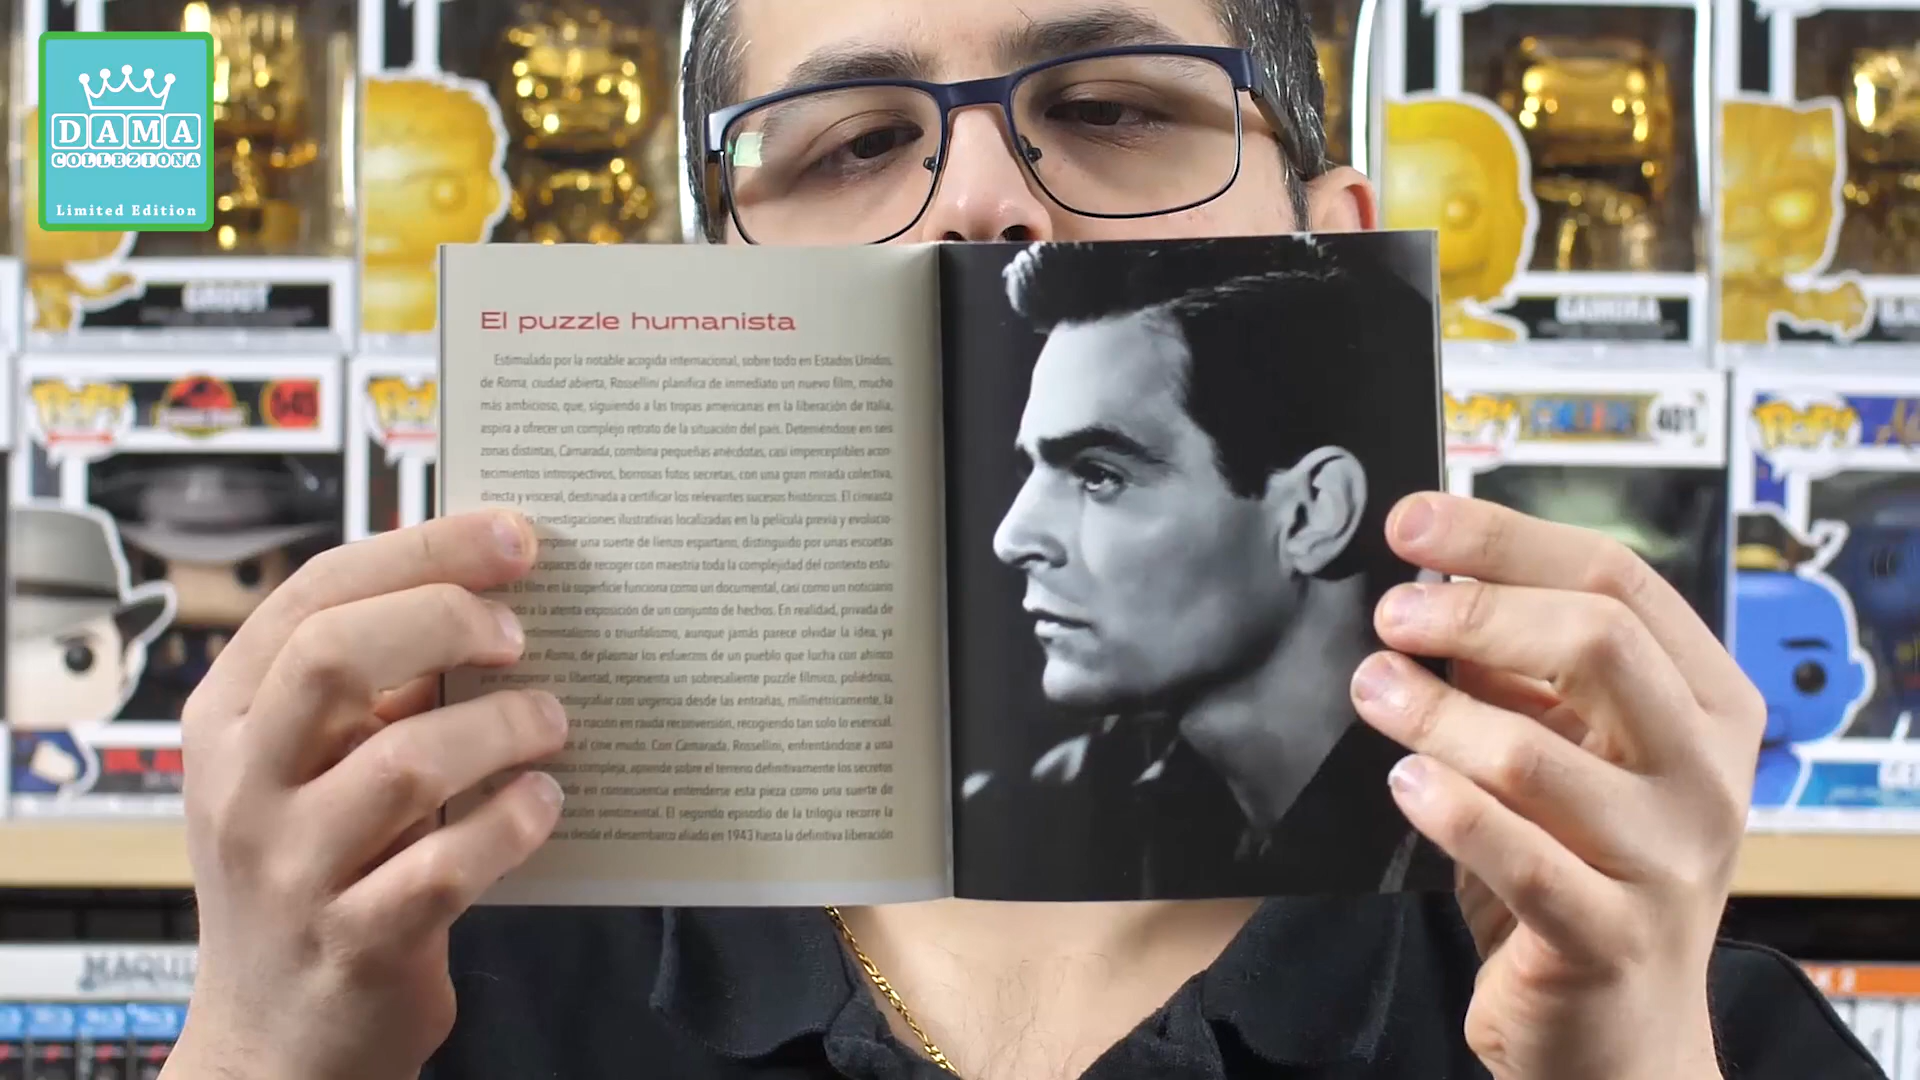 DAMA
COLLEZIONA
Limited Edition
GROOT
GAMORA
POP!
645
POP!
401
POP!
El puzzle humanista
Estimulado por la notable acogida internacional, sobre todo en Estados Unidos,
de Roma, ciudad abierta, Rossellini planifica de inmediato un nuevo film, mucho
más ambicioso, que, siguiendo a las tropas americanas en la liberación de Italia,
aspira a ofrecer un complejo retrato de la situación del país. Deteniéndose en seis
zonas distintas, Camarada, combina pequeñas anécdotas, casi imperceptibles acon-
tecimientos introspectivos, borrosas fotos secretas, con una gran mirada colectiva,
directa y visceral, destinada a certificar los relevantes sucesos históricos. El cineasta
investigaciones ilustrativas localizadas en la película previa y evolucio-
una suerte de lienzo espartano, distinguido por unas escuetas
capaces de recoger con maestría toda la complejidad del contexto estu-
El film en la superficie funciona como un documental, casi como un noticiario
a la atenta exposición de un conjunto de hechos. En realidad, privada de
o triunfalismo, aunque jamás parece olvidar la idea, ya
en Roma, de plasmar los esfuerzos de un pueblo que lucha con ahínco
por recuperar su libertad, representa un sobresaliente puzzle fílmico, poliédrico,
con urgencia desde las entrañas, milimétricamente, la
nación en rauda reconversión, recogiendo tan solo lo esencial.
al cine mudo. Con Camarada, Rossellini, enfrentándose a una
compleja, aprende sobre el terreno definitivamente los secretos
en consecuencia entenderse esta pieza como una suerte de
sentimental. El segundo episodio de la trilogía recorre la
desde el desembarco aliado en 1943 hasta la definitiva liberación